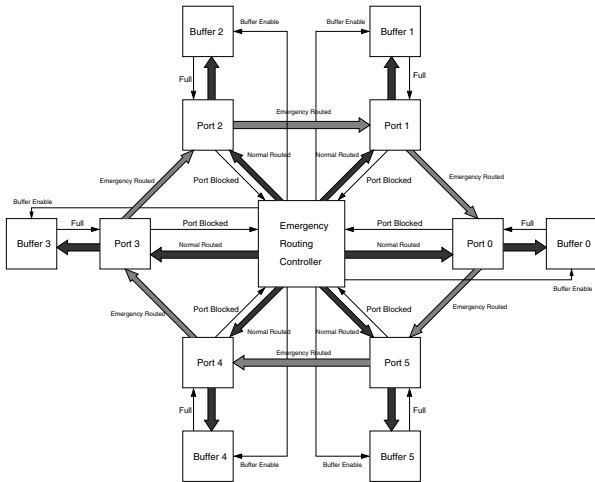 Buffer 2
Buffer Enable
Buffer Enable
Buffer 1
Full
Full
Port 2
Emergency Routed
Port 1
Emergency Routed
Normal Routed
Normal Routed
Emergency Routed
Port Blocked
Port Blocked
Buffer Enable
Buffer 3
Full
Port 3
Port Blocked
Normal Routed
Emergency
Routing
Controller
Port Blocked
Normal Routed
Port 0
Full
Buffer 0
Buffer Enable
Emergency Routed
Port Blocked
Port Blocked
Emergency Routed
Normal Routed
Normal Routed
Port 4
Emergency Routed
Port 5
Full
Full
Buffer 4
Buffer Enable
Buffer Enable
Buffer 5